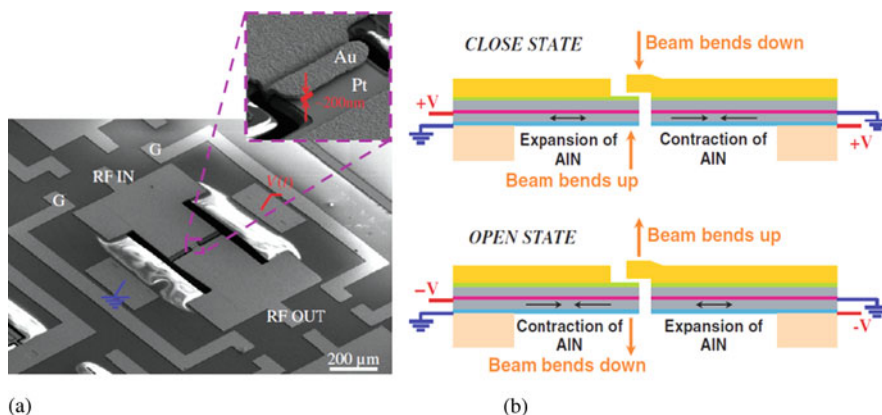 Au
Pt
~200nm
G
RF IN
G
V(t)
RF OUT
200 µm
(a)
CLOSE STATE
Beam bends down
+V
Expansion of
AlN
Contraction of
AlN
+V
Beam bends up
OPEN STATE
Beam bends up
−V
Contraction of
AlN
Expansion of
AlN
-V
Beam bends down
(b)